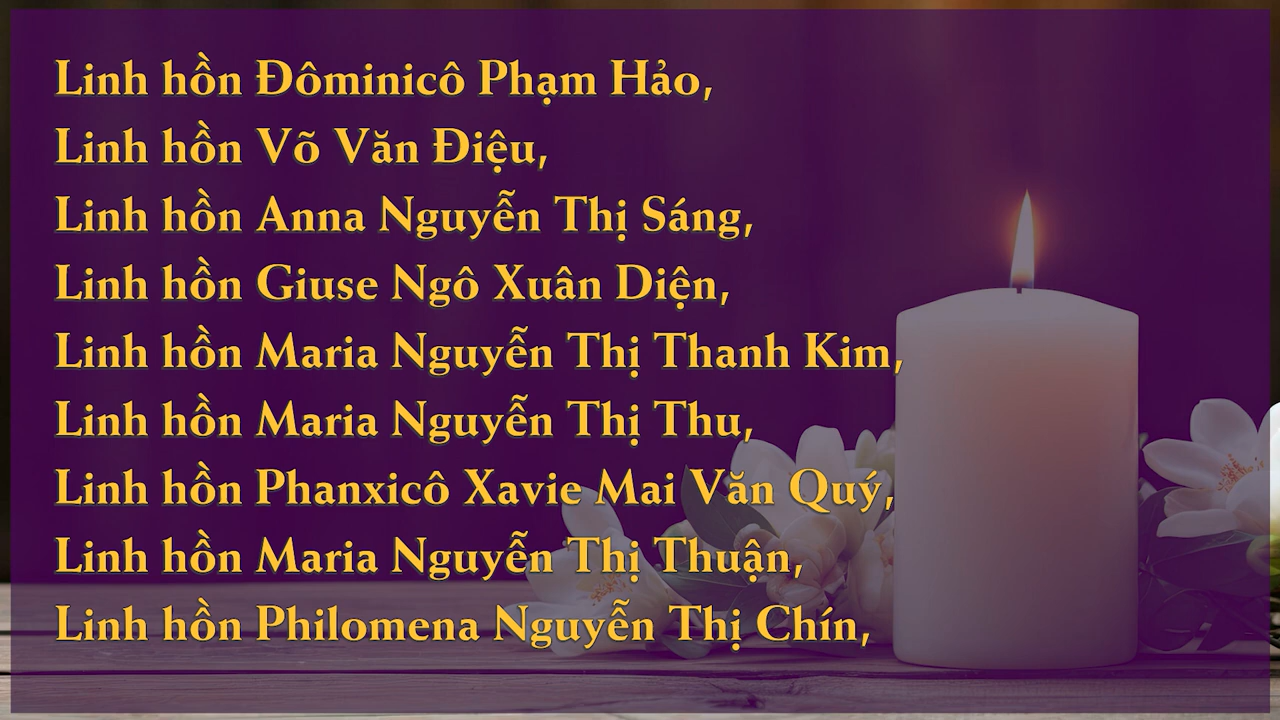 Linh hồn Đôminicô Phạm Hảo,
Linh hồn Võ Văn Điệu,
Linh hồn Anna Nguyễn Thị Sáng,
Linh hồn Giuse Ngô Xuân Diện,
Linh hồn Maria Nguyễn Thị Thanh Kim,
Linh hồn Maria Nguyễn Thị Thu,
Linh hồn Phanxicô Xavie Mai Văn Quý,
Linh hồn Maria Nguyễn Thị Thuận,
Linh hồn Philomena Nguyễn Thị Chín,